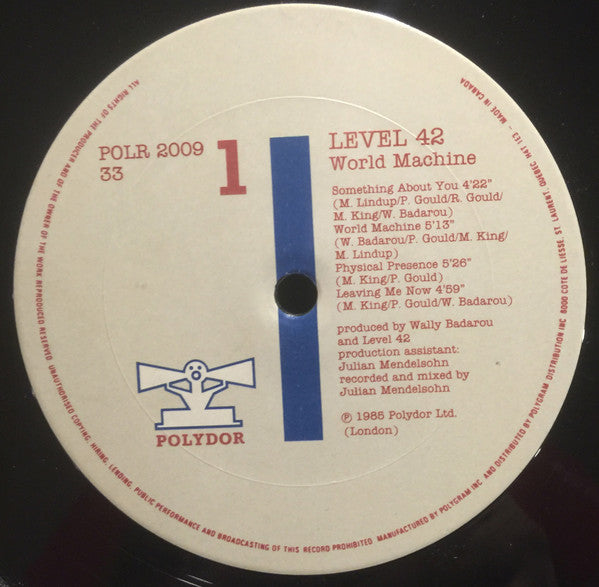 POLR 2009
33
1
LEVEL 42
World Machine
Something About You 4'22"
(M. Lindup/P. Gould/R. Gould/
M. King/W. Badarou)
World Machine 5'13"
(W. Badarou/P. Gould/M. King/
M. Lindup)
Physical Presence 5'26"
(M. King/P. Gould)
Leaving Me Now 4'59"
(M. King/P. Gould/W. Badarou)
produced by Wally Badarou
and Level 42
production assistant:
Julian Mendelsohn
recorded and mixed by
Julian Mendelsohn
℗ 1985 Polydor Ltd.
(London)
POLYDOR
ALL RIGHTS OF THE PRODUCER AND OF THE OWNER OF THE WORK REPRODUCED RESERVED. UNAUTHORISED COPYING, HIRING, LENDING, PUBLIC PERFORMANCE AND BROADCASTING OF THIS RECORD PROHIBITED. MANUFACTURED BY POLYGRAM INC AND DISTRIBUTED BY POLYGRAM DISTRIBUTION INC 6000 COTE DE LIESSE, ST. LAURENT, QUEBEC, H4T 1E3 – MADE IN CANADA